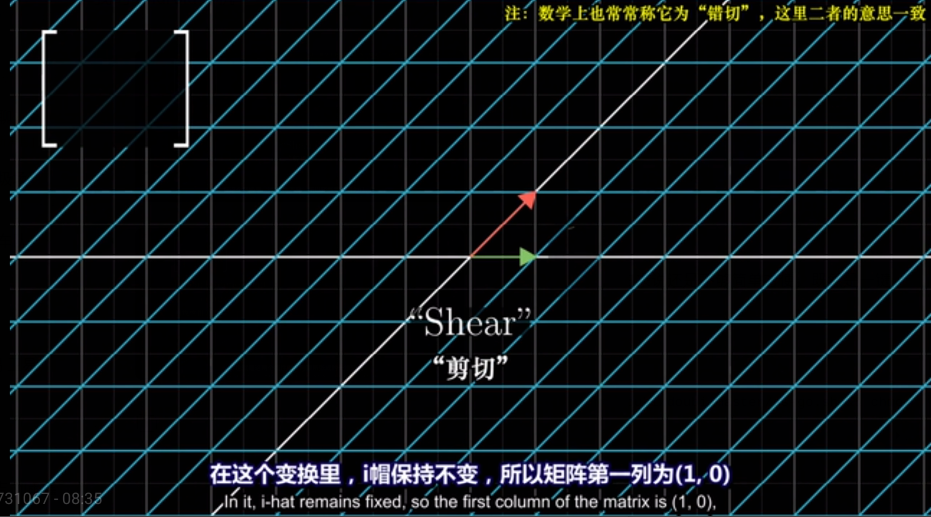 注：数学上也常常称它为“错切”，这里二者的意思一致
“Shear”
“剪切”
在这个变换里，i帽保持不变，所以矩阵第一列为(1, 0)
731067 - 08:35
In it, i-hat remains fixed, so the first column of the matrix is (1, 0),